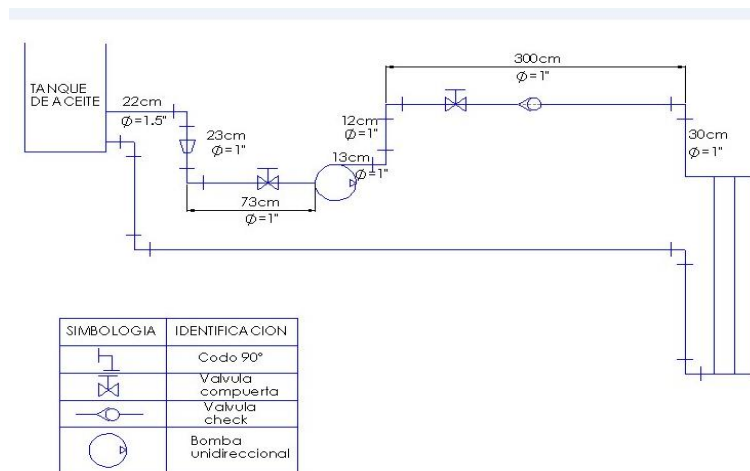 300cm
Ø=1"
TANQUE
DE ACEITE
22cm
Ø=1.5"
23cm
Ø=1"
12cm
Ø=1"
13cm
Ø=1"
30cm
Ø=1"
73cm
Ø=1"
SIMBOLOGIA
IDENTIFICACION
Codo 90°
Valvula
compuerta
Valvula
check
Bomba
unidireccional